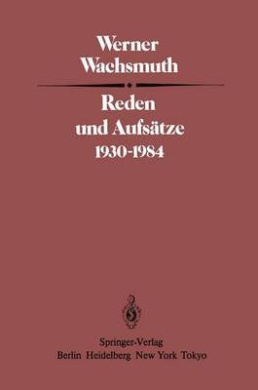 Werner
Wachsmuth
Reden
und Aufsätze
1930-1984
Springer-Verlag
Berlin Heidelberg New York Tokyo